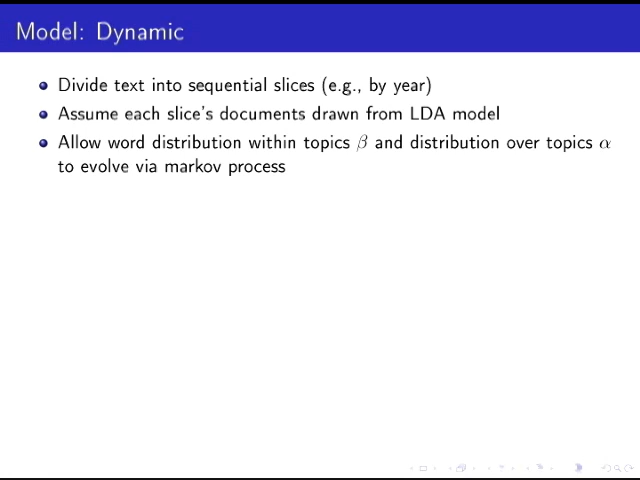 Model: Dynamic
Divide text into sequential slices (e.g., by year)
Assume each slice's documents drawn from LDA model
Allow word distribution within topics β and distribution over topics α
to evolve via markov process